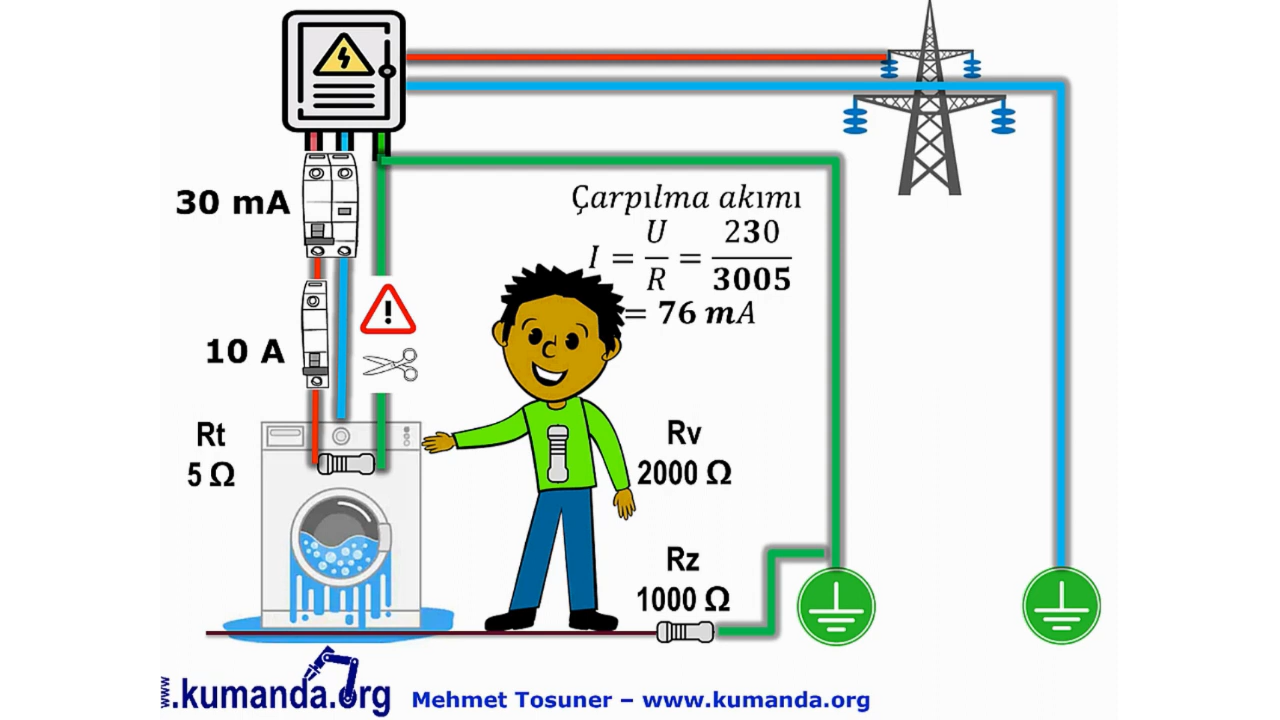 30 mA
Çarpılma akımı
I = U/R = 230/3005
= 76 mA
10 A
Rt
5 Ω
Rv
2000 Ω
Rz
1000 Ω
www.kumanda.org
Mehmet Tosuner – www.kumanda.org